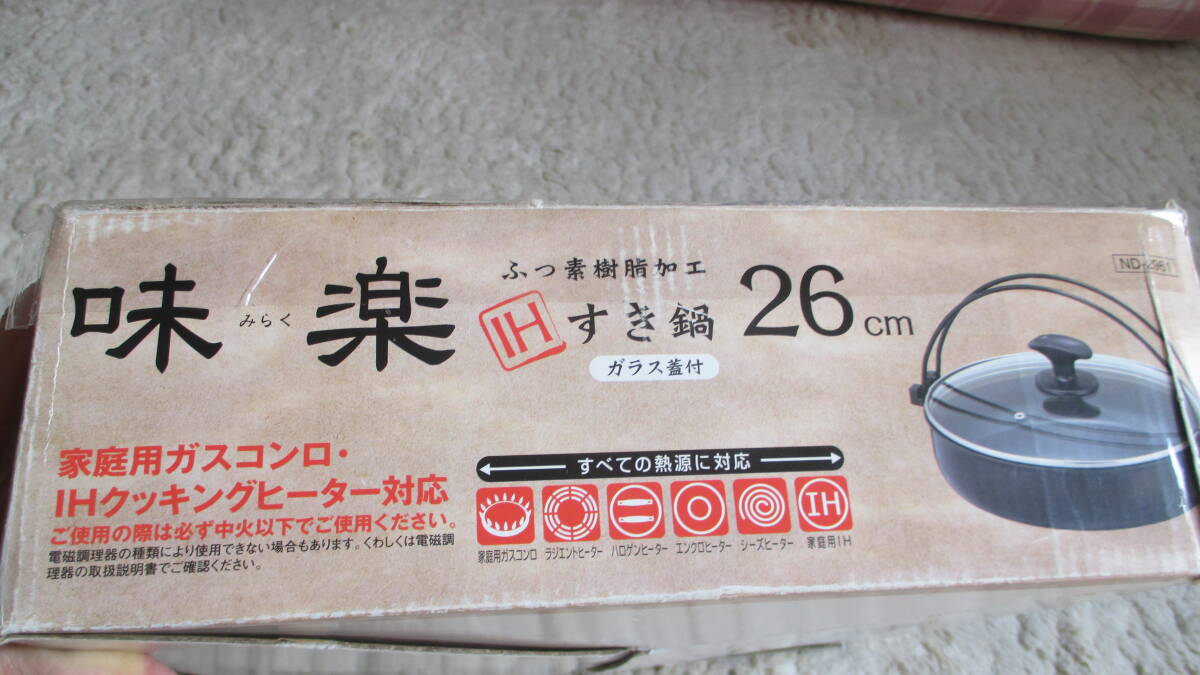 味楽
みらく
ふっ素樹脂加工
IH すき鍋 26cm
ガラス蓋付
家庭用ガスコンロ・
IHクッキングヒーター対応
ご使用の際は必ず中火以下でご使用ください。
電磁調理器の種類により使用できない場合もあります。くわしくは電磁調
理器の取扱説明書でご確認ください。
すべての熱源に対応
IH
家庭用ガスコンロ ラジエントヒーター ハロゲンヒーター エンクロヒーター シーズヒーター 家庭用IH